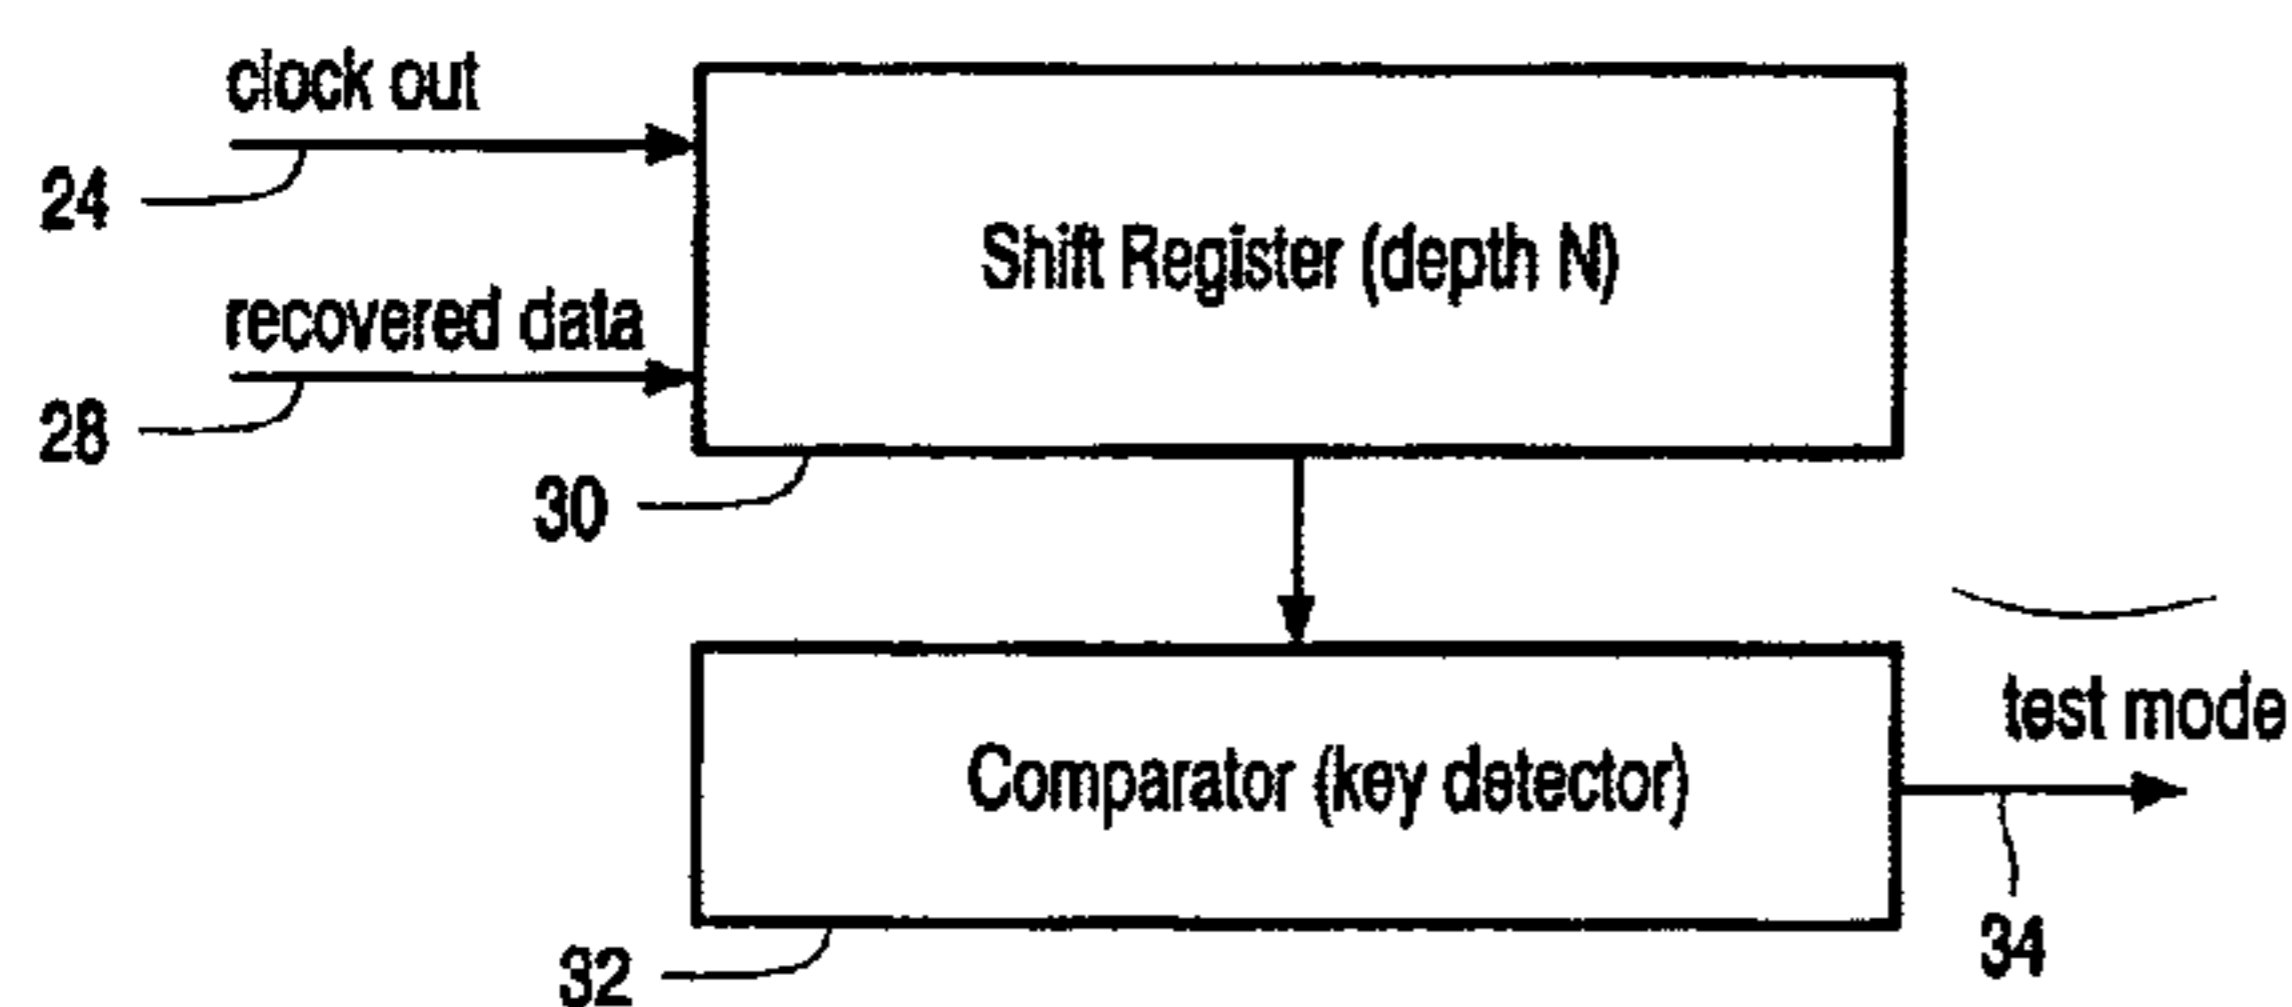 clock out
24
Shift Register (depth N)
recovered data
28
30
test mode
Comparator (key detector)
34
32